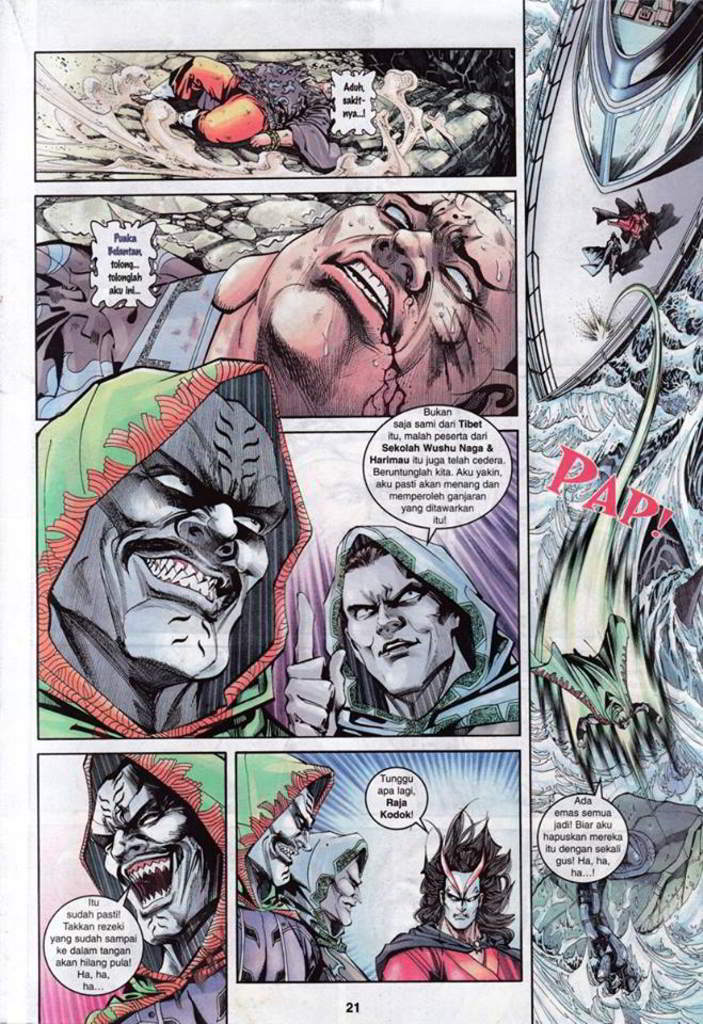 Aduh,
sakit-
nya...!
Puaka
Belantan,
tolong...
tolonglah
aku ini...
Bukan
saja sami dari Tibet
itu, malah peserta dari
Sekolah Wushu Naga &
Harimau itu juga telah cedera.
Beruntunglah kita. Aku yakin,
aku pasti akan menang dan
memperoleh ganjaran
yang ditawarkan
itu!
Itu
sudah pasti!
Takkan rezeki
yang sudah sampai
ke dalam tangan
akan hilang pula!
Ha, ha,
ha...
Tunggu
apa lagi,
Raja
Kodok!
PAP!
Ada
emas semua
jadi! Biar aku
hapuskan mereka
itu dengan sekali
gus! Ha, ha,
ha...!
21